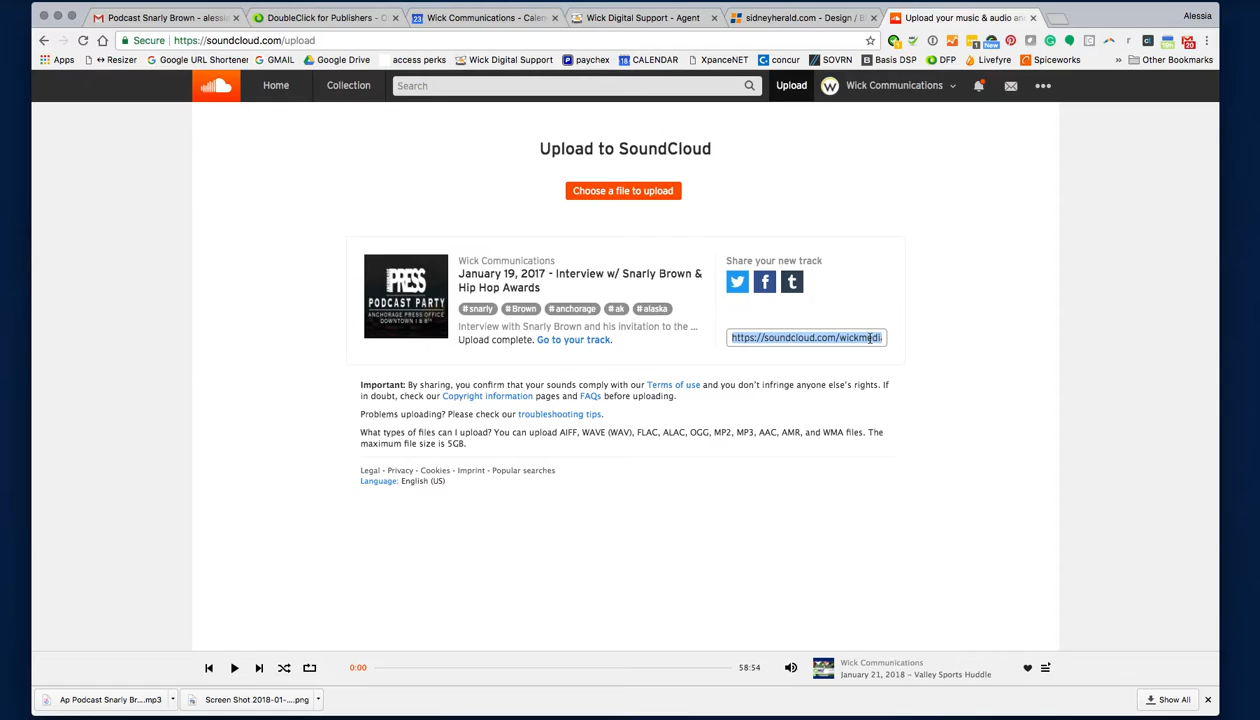 Podcast Snarly Brown - alessia
DoubleClick for Publishers - O
Wick Communications - Calen
Wick Digital Support - Agent
sidneyherald.com - Design / Bl
Upload your music & audio an
Alessia
Secure
https://soundcloud.com/upload
Apps
Resizer
Google URL Shortener
GMAIL
Google Drive
access perks
Wick Digital Support
paychex
CALENDAR
XpanceNET
concur
SOVRN
Basis DSP
DFP
Livefyre
Spiceworks
Other Bookmarks
Home
Collection
Search
Upload
Wick Communications
Upload to SoundCloud
Choose a file to upload
PRESS
PODCAST PARTY
ANCHORAGE PRESS OFFICE
DOWNTOWN I & 8th
Wick Communications
January 19, 2017 - Interview w/ Snarly Brown &
Hip Hop Awards
#snarly #Brown #anchorage #ak #alaska
Interview with Snarly Brown and his invitation to the ...
Upload complete. Go to your track.
Share your new track
https://soundcloud.com/wickmedia
Important: By sharing, you confirm that your sounds comply with our Terms of use and you don't infringe anyone else's rights. If
in doubt, check our Copyright information pages and FAQs before uploading.
Problems uploading? Please check our troubleshooting tips.
What types of files can I upload? You can upload AIFF, WAVE (WAV), FLAC, ALAC, OGG, MP2, MP3, AAC, AMR, and WMA files. The
maximum file size is 5GB.
Legal - Privacy - Cookies - Imprint - Popular searches
Language: English (US)
0:00
58:54
Wick Communications
January 21, 2018 - Valley Sports Huddle
Ap Podcast Snarly Br....mp3
Screen Shot 2018-01-....png
Show All